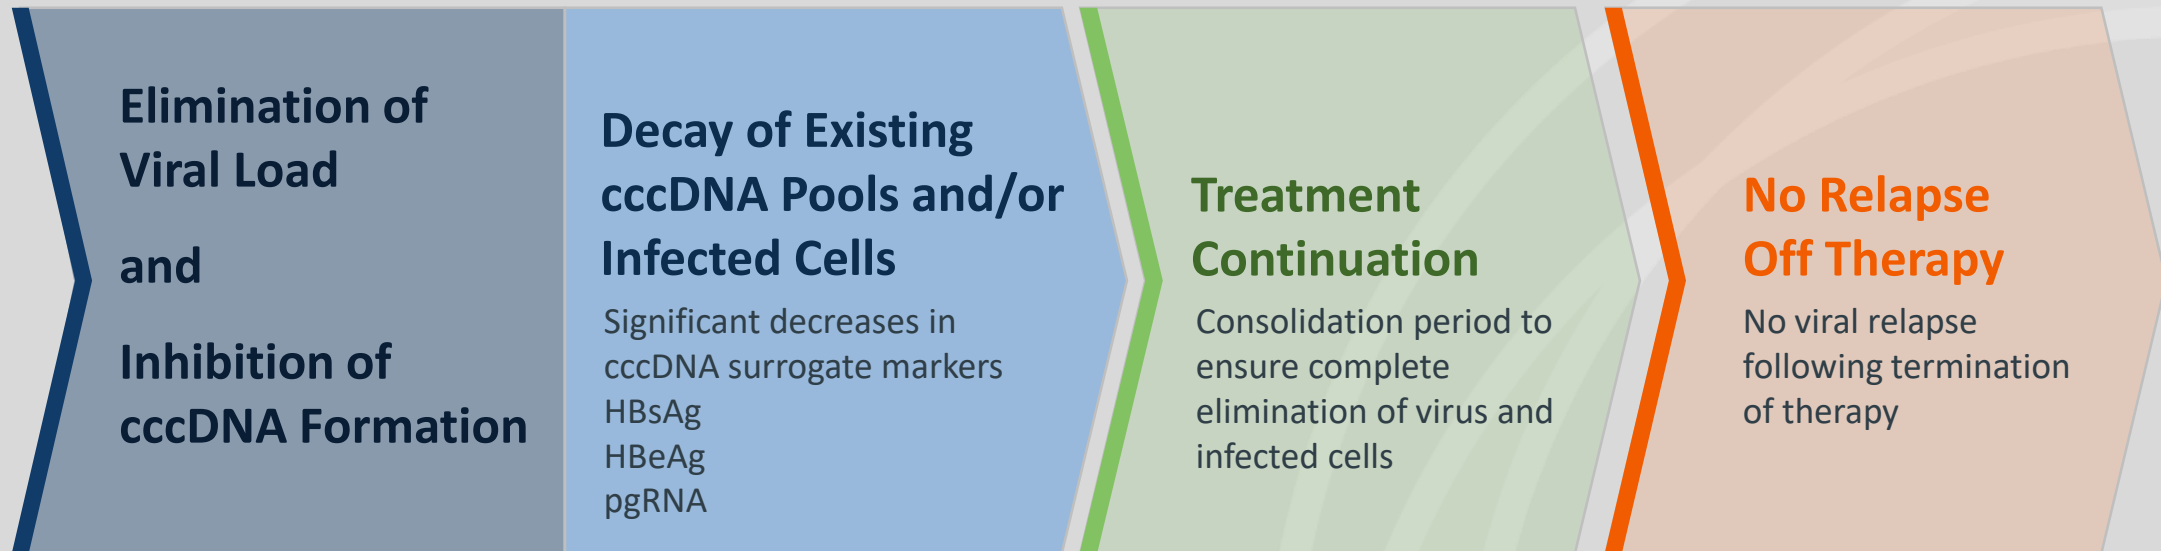 Elimination of
Viral Load
and
Inhibition of
cccDNA Formation
Decay of Existing
cccDNA Pools and/or
Infected Cells
Significant decreases in
cccDNA surrogate markers
HBsAg
HBeAg
pgRNA
Treatment
Continuation
Consolidation period to
ensure complete
elimination of virus and
infected cells
No Relapse
Off Therapy
No viral relapse
following termination
of therapy